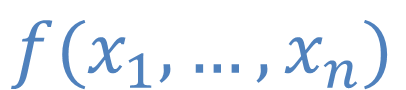 f(x₁, … , xₙ)